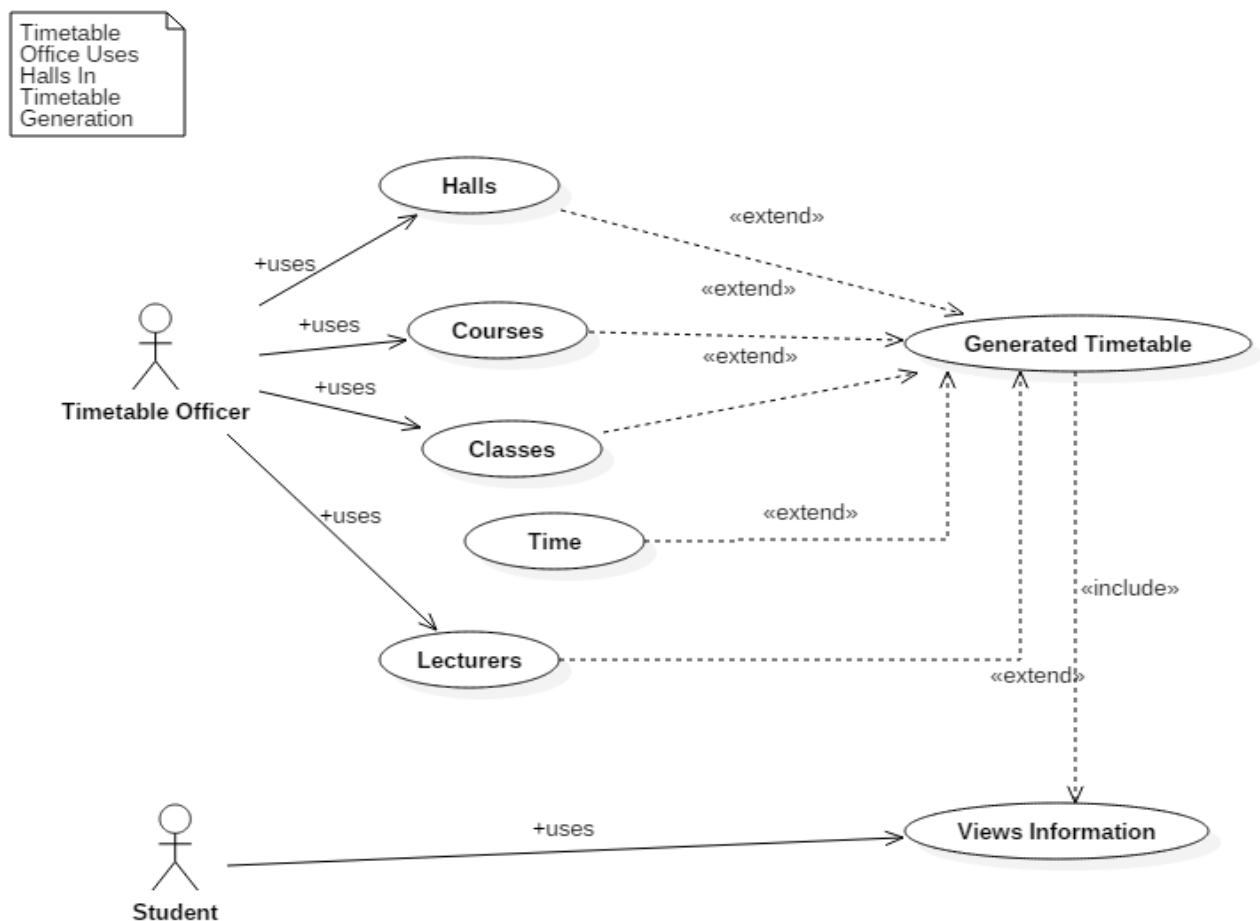 Timetable
Office Uses
Halls In
Timetable
Generation
Halls
«extend»
+uses
«extend»
+uses
Courses
Generated Timetable
«extend»
+uses
Timetable Officer
Classes
«extend»
+uses
Time
«include»
Lecturers
«extend»
+uses
Views Information
Student